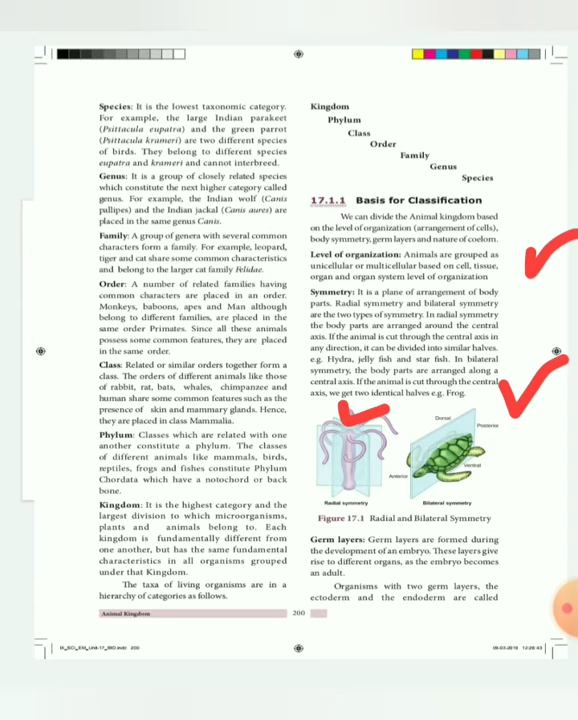 Species: It is the lowest taxonomic category.
For example, the large Indian parakeet
(Psittacula eupatra) and the green parrot
(Psittakula krameri) are two different species
of birds. They belong to different species
eupatra and krameri and cannot interbreed.
Genus: It is a group of closely related species
which constitute the next higher category called
genus. For example, the Indian wolf (Canis
pallipes) and the Indian jackal (Canis aures) are
placed in the same genus Canis.
Family: A group of genera with several common
characters form a family. For example, leopard,
tiger and cat share some common characteristics
and belong to the larger cat family Felidae.
Order: A number of related families having
common characters are placed in an order.
Monkeys, baboons, apes and Man although
belong to different families, are placed in the
same order Primates. Since all these animals
possess some common features, they are placed
in the same order.
Class: Related or similar orders together form a
class. The orders of different animals like those
of rabbit, rat, bats, whales, chimpanzee and
human share some common features such as the
presence of skin and mammary glands. Hence,
they are placed in class Mammalia.
Phylum: Classes which are related with one
another constitute a phylum. The classes
of different animals like mammals, birds,
reptiles, frogs and fishes constitute Phylum
Chordata which have a notochord or back
bone.
Kingdom: It is the highest category and the
largest division to which microorganisms,
plants and animals belong to. Each
kingdom is fundamentally different from
one another, but has the same fundamental
characteristics in all organisms grouped
under that Kingdom.
The taxa of living organisms are in a
hierarchy of categories as follows.
Kingdom
Phylum
Class
Order
Family
Genus
Species
17.1.1 Basis for Classification
We can divide the Animal kingdom based
on the level of organization (arrangement of cells),
body symmetry, germ layers and nature of coelom.
Level of organization: Animals are grouped as
unicellular or multicellular based on cell, tissue,
organ and organ system level of organization
Symmetry: It is a plane of arrangement of body
parts. Radial symmetry and bilateral symmetry
are the two types of symmetry. In radial symmetry
the body parts are arranged around the central
axis. If the animal is cut through the central axis in
any direction, it can be divided into similar halves.
e.g. Hydra, jelly fish and star fish. In bilateral
symmetry, the body parts are arranged along a
central axis. If the animal is cut through the central
axis, we get two identical halves e.g. Frog.
Dorsal
Posterior
Ventral
Anterior
Radial symmetry
Bilateral symmetry
Figure 17.1 Radial and Bilateral Symmetry
Germ layers: Germ layers are formed during
the development of an embryo. These layers give
rise to different organs, as the embryo becomes
an adult.
Organisms with two germ layers, the
ectoderm and the endoderm are called
Animal Kingdom
200
IX_SCI_EM_Unit-17_BIO.indd 200
09-03-2018 12:26:43